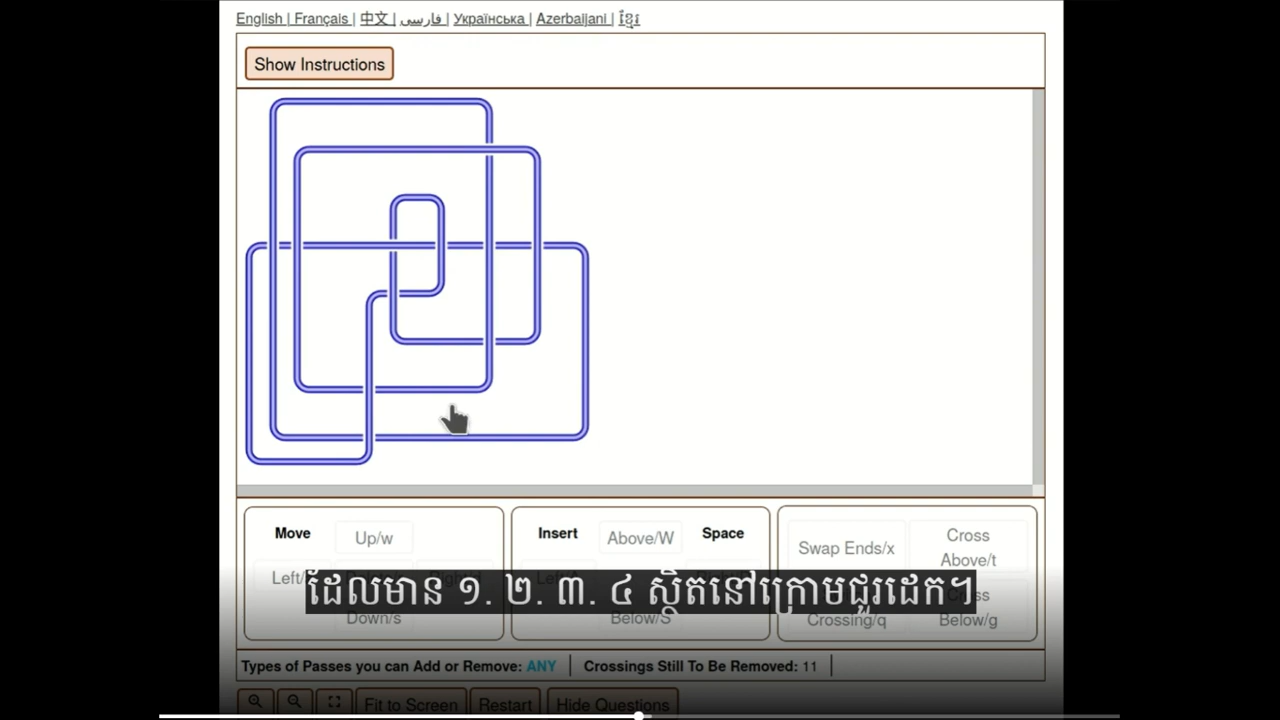 English | Français | 中文 | فارسی | Українська | Azerbaijani | ខ្មែរ
Show Instructions
Move Up/w
Insert Above/W Space
Swap Ends/x
Cross Above/t
ដែលមាន ១. ២. ៣. ៤ ស្ថិតនៅក្រោមជួរដេក។
Down/s
Below/S
Crossing/q
Below/g
Types of Passes you can Add or Remove: ANY
Crossings Still To Be Removed: 11
Fit to Screen
Restart
Hide Questions